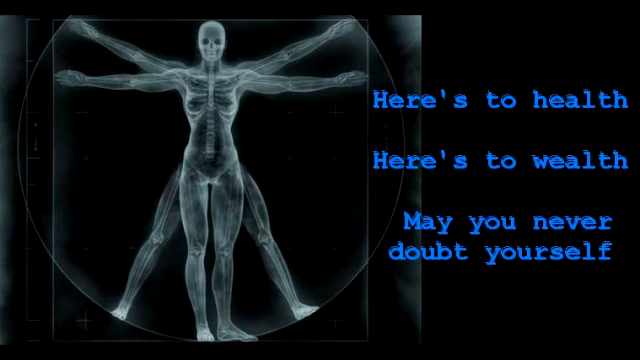 Here's to health
Here's to wealth
May you never
doubt yourself